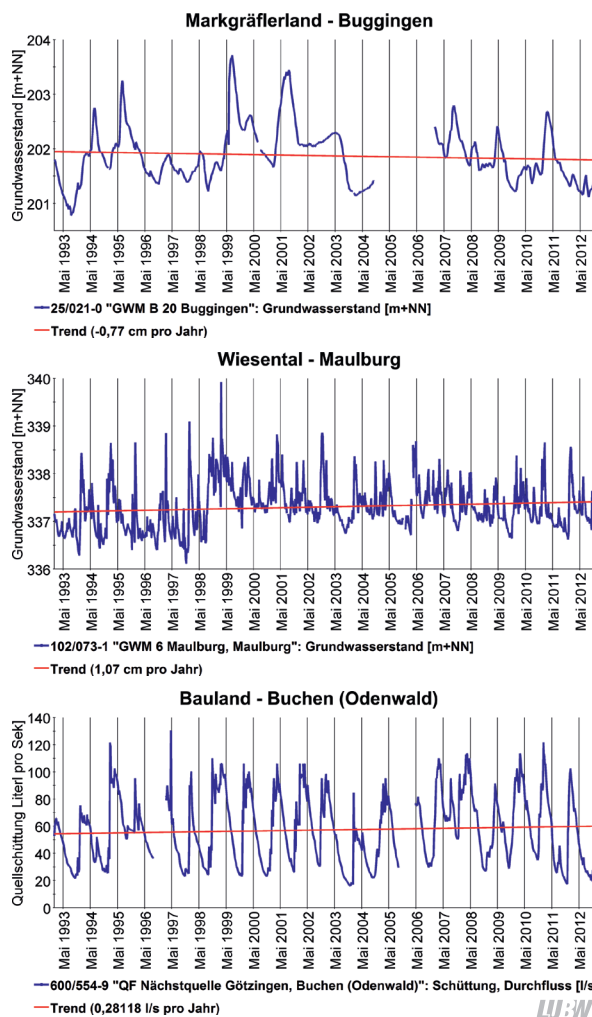 Markgräflerland - Buggingen
Grundwasserstand [m+NN]
204
203
202
201
Mai 1993
Mai 1994
Mai 1995
Mai 1996
Mai 1997
Mai 1998
Mai 1999
Mai 2000
Mai 2001
Mai 2002
Mai 2003
Mai 2004
Mai 2005
Mai 2006
Mai 2007
Mai 2008
Mai 2009
Mai 2010
Mai 2011
Mai 2012
25/021-0 "GWM B 20 Buggingen": Grundwasserstand [m+NN]
Trend (-0,77 cm pro Jahr)
Wiesental - Maulburg
Grundwasserstand [m+NN]
340
339
338
337
336
Mai 1993
Mai 1994
Mai 1995
Mai 1996
Mai 1997
Mai 1998
Mai 1999
Mai 2000
Mai 2001
Mai 2002
Mai 2003
Mai 2004
Mai 2005
Mai 2006
Mai 2007
Mai 2008
Mai 2009
Mai 2010
Mai 2011
Mai 2012
102/073-1 "GWM 6 Maulburg, Maulburg": Grundwasserstand [m+NN]
Trend (1,07 cm pro Jahr)
Bauland - Buchen (Odenwald)
Quellschüttung Literl pro Sek]
140
120
100
80
60
40
20
0
Mai 1993
Mai 1994
Mai 1995
Mai 1996
Mai 1997
Mai 1998
Mai 1999
Mai 2000
Mai 2001
Mai 2002
Mai 2003
Mai 2004
Mai 2005
Mai 2006
Mai 2007
Mai 2008
Mai 2009
Mai 2010
Mai 2011
Mai 2012
600/554-9 "QF Nächstquelle Götzingen, Buchen (Odenwald)": Schüttung, Durchfluss [l/s
Trend (0,28118 l/s pro Jahr)
LUBW